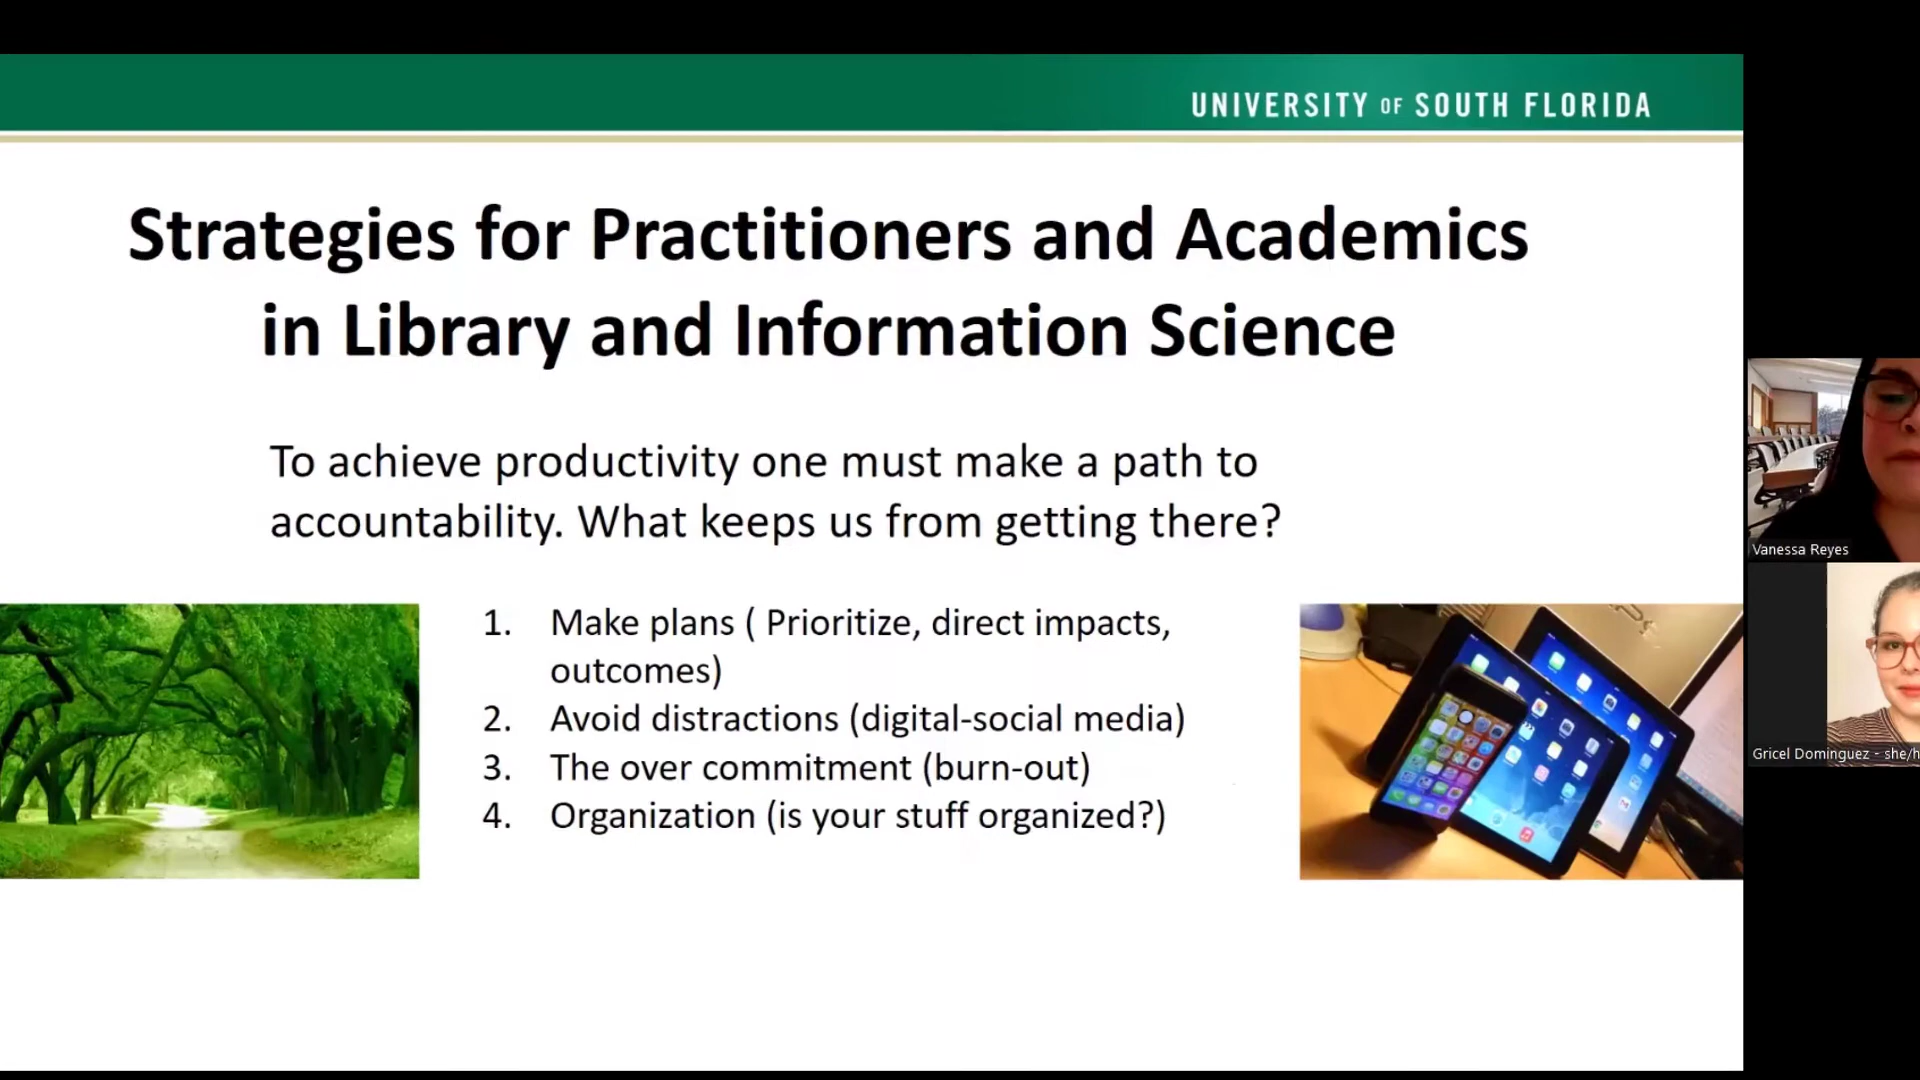 UNIVERSITY OF SOUTH FLORIDA
Strategies for Practitioners and Academics
in Library and Information Science
To achieve productivity one must make a path to
accountability. What keeps us from getting there?
1. Make plans ( Prioritize, direct impacts,
outcomes)
2. Avoid distractions (digital-social media)
3. The over commitment (burn-out)
4. Organization (is your stuff organized?)
Vanessa Reyes
Gricel Dominguez - she/h